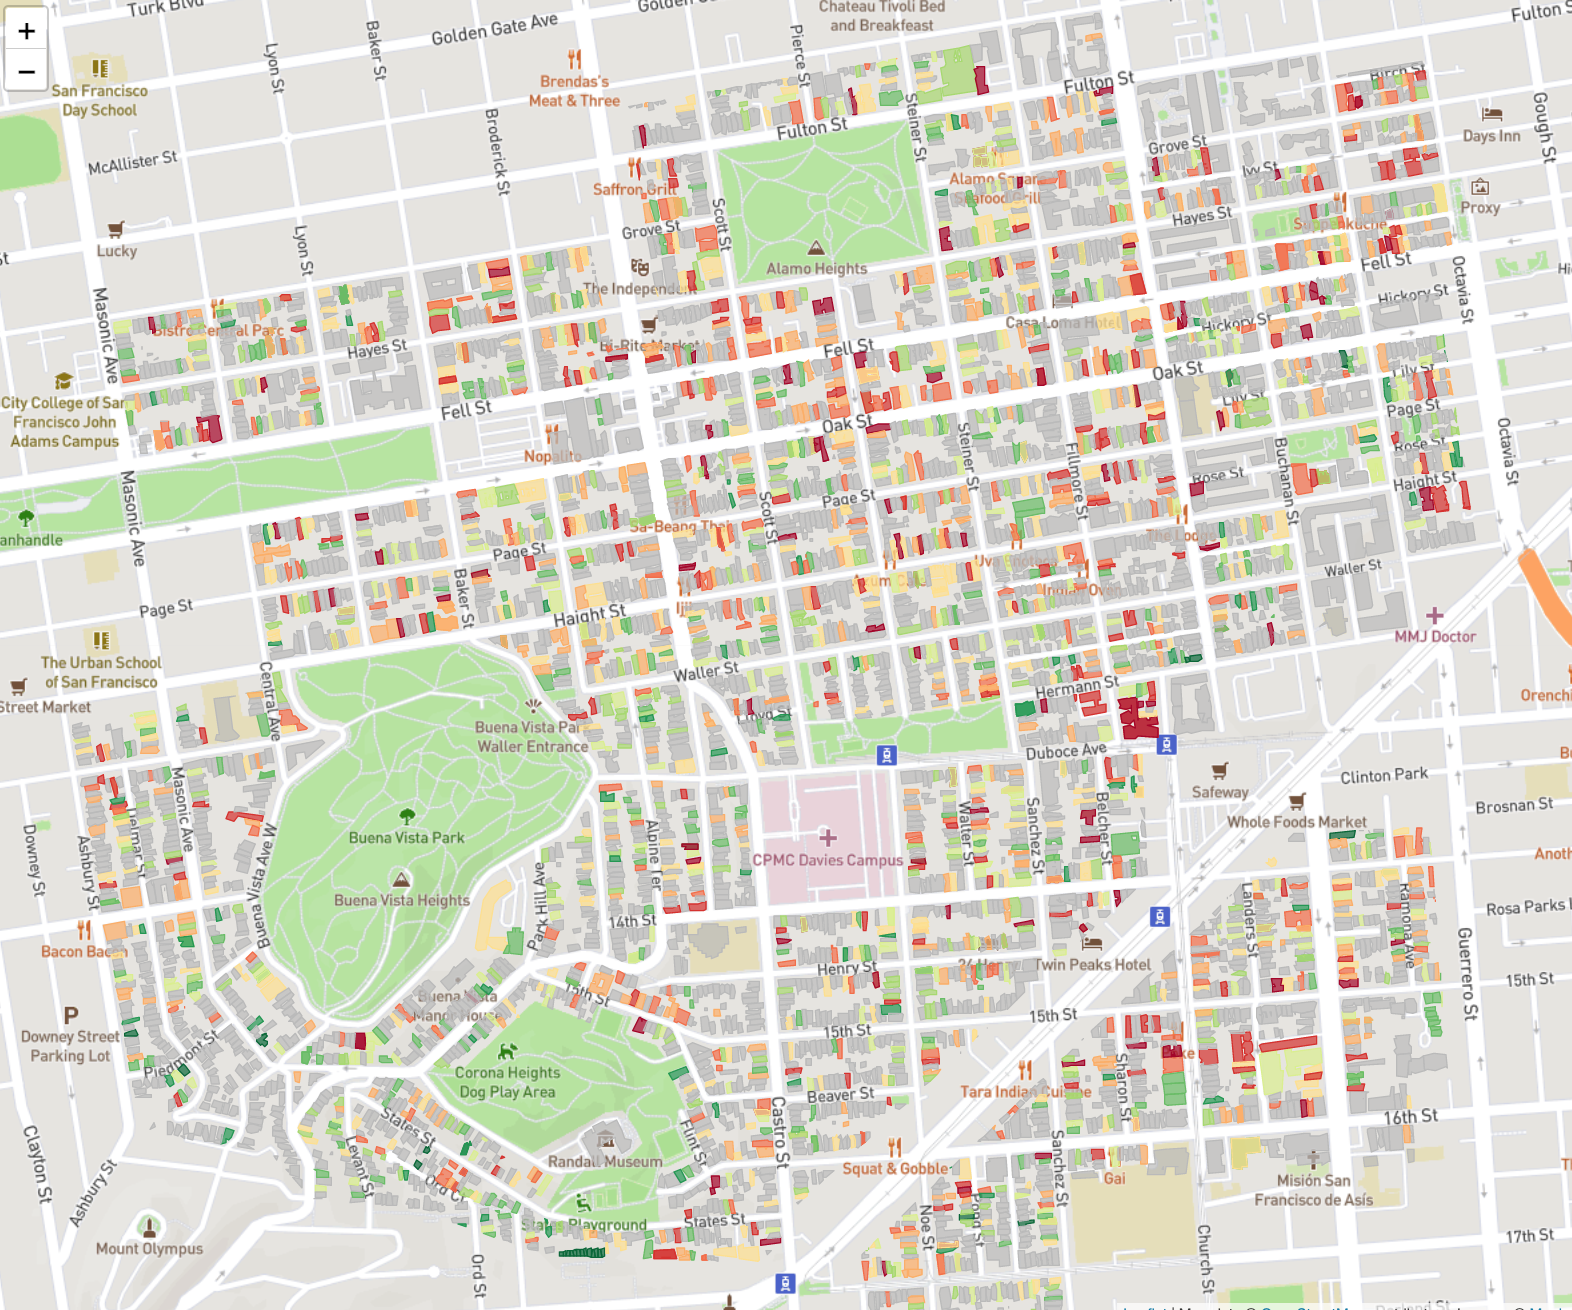 +
−
Turk Blvd
Golden Gate Ave
Chateau Tivoli Bed
and Breakfeast
Fulton S
San Francisco
Day School
Lyon St
Baker St
Pierce St
Brendas's
Meat & Three
Fulton St
Birch St
Steiner St
Gough St
Days Inn
McAllister St
Broderick St
Fulton St
Grove St
Ivy St
Saffron Grill
Seafood Grill
Proxy
Lucky
Lyon St
Scott St
Grove St
Hayes St
Suppenküche
Alamo Heights
The Independent
Fell St
Octavia St
Hickory St
Masonic Ave
Bistro Central Parc
Hayes St
Bi-Rite Market
Casa Loma Hotel
Hickory St
Fell St
Oak St
Lily St
City College of San
Francisco John
Adams Campus
Fell St
Oak St
Lily St
Page St
Rose St
Nopalito
Steiner St
Fillmore St
Buchanan St
Octavia St
Masonic Ave
Page St
Scott St
Rose St
Haight St
anhandle
Sa-Beang Thai
The Lodge
Page St
Waller St
Page St
Baker St
Haight St
Iji
Indian Oven
MMJ Doctor
The Urban School
of San Francisco
Central Ave
Waller St
Hermann St
Street Market
Orenchi
Buena Vista Par
Waller Entrance
Lloyd St
Duboce Ave
Safeway
Clinton Park
Brosnan St
Whole Foods Market
Masonic Ave
Delmar St
Ashbury St
Downey St
Buena Vista Park
Alpine Ter
CPMC Davies Campus
Walter St
Sanchez St
Belcher St
Anoth
Buena Vista Heights
Buena Vista Ave W
Park Hill Ave
14th St
Landers St
Ramona Ave
Rosa Parks L
Bacon Bacon
Guerrero St
Henry St
Twin Peaks Hotel
15th St
Buena Vista
Manor House
15th St
15th St
15th St
P
Downey Street
Parking Lot
Piedmont St
Corona Heights
Dog Play Area
Tara Indian Cuisine
Sharon St
Beaver St
16th St
States St
Flint St
Castro St
Clayton St
Ashbury St
Levant St
Randall Museum
Squat & Gobble
Sanchez St
Gai
Misión San
Francisco de Asís
Ord Ct
States Playground
States St
Noe St
Pond St
Mount Olympus
Ord St
Church St
17th St